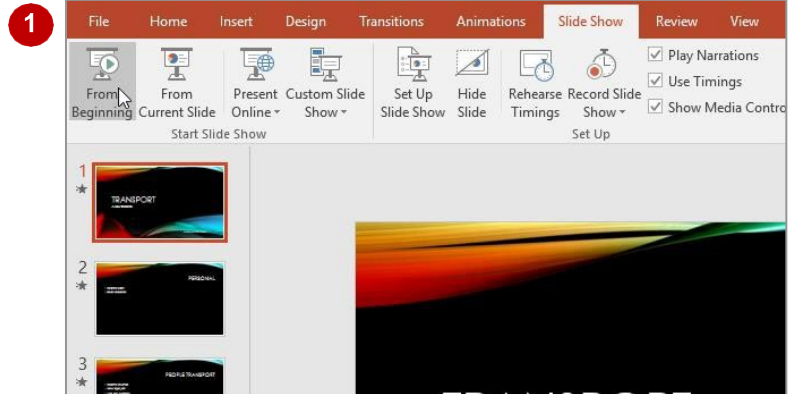 1
File Home Insert Design Transitions Animations Slide Show Review View
From Beginning
From Current Slide
Present Online
Custom Slide Show
Start Slide Show
Set Up Slide Show
Hide Slide
Rehearse Timings
Record Slide Show
Play Narrations
Use Timings
Show Media Contro
Set Up
1
TRANSPORT
2
PERSONAL
3
PEOPLE TRANSPORT
TRANSPORT